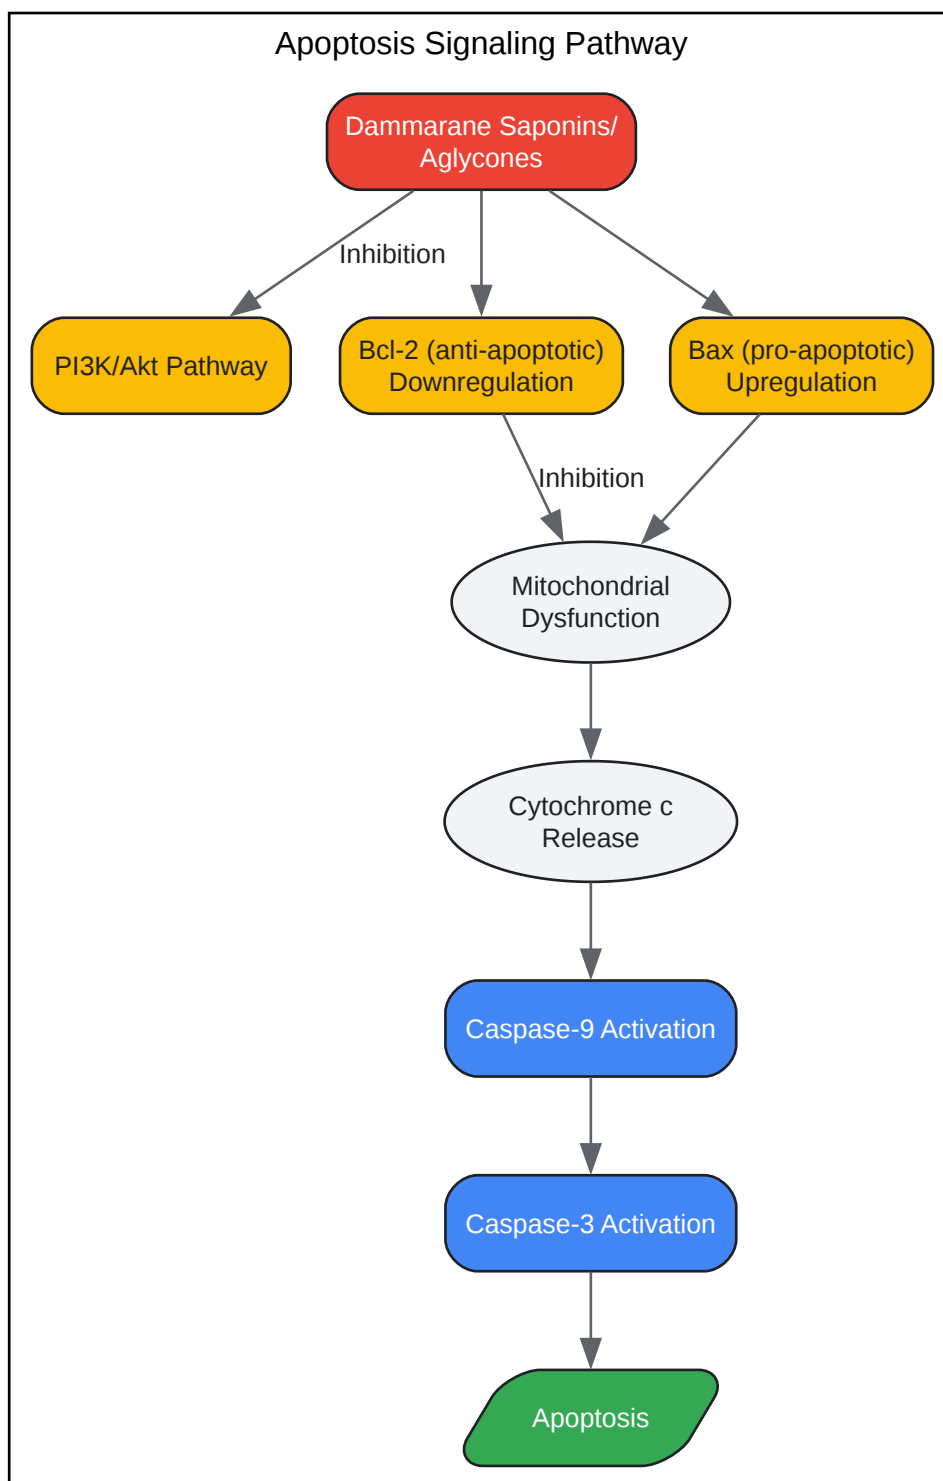 Apoptosis Signaling Pathway
Dammarane Saponins/
Aglycones
Inhibition
PI3K/Akt Pathway
Bcl-2 (anti-apoptotic)
Downregulation
Bax (pro-apoptotic)
Upregulation
Inhibition
Mitochondrial
Dysfunction
Cytochrome c
Release
Caspase-9 Activation
Caspase-3 Activation
Apoptosis